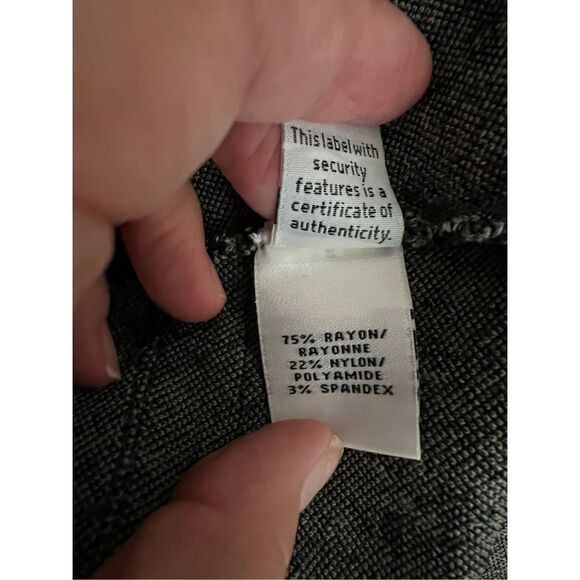 This label with
security
features is a
certificate of
authenticity.
75% RAYON/
RAYONNE
22% NYLON/
POLYAMIDE
3% SPANDEX